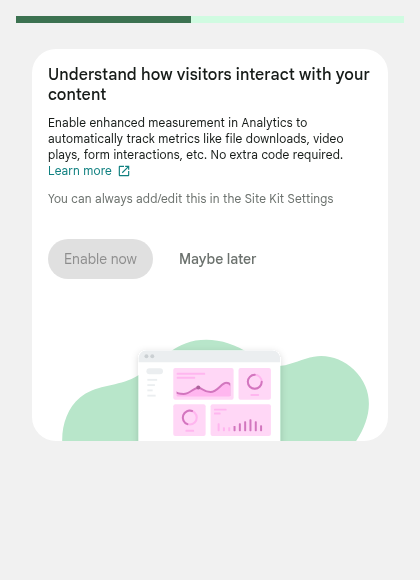 Understand how visitors interact with your
content
Enable enhanced measurement in Analytics to
automatically track metrics like file downloads, video
plays, form interactions, etc. No extra code required.
Learn more
You can always add/edit this in the Site Kit Settings
Enable now
Maybe later